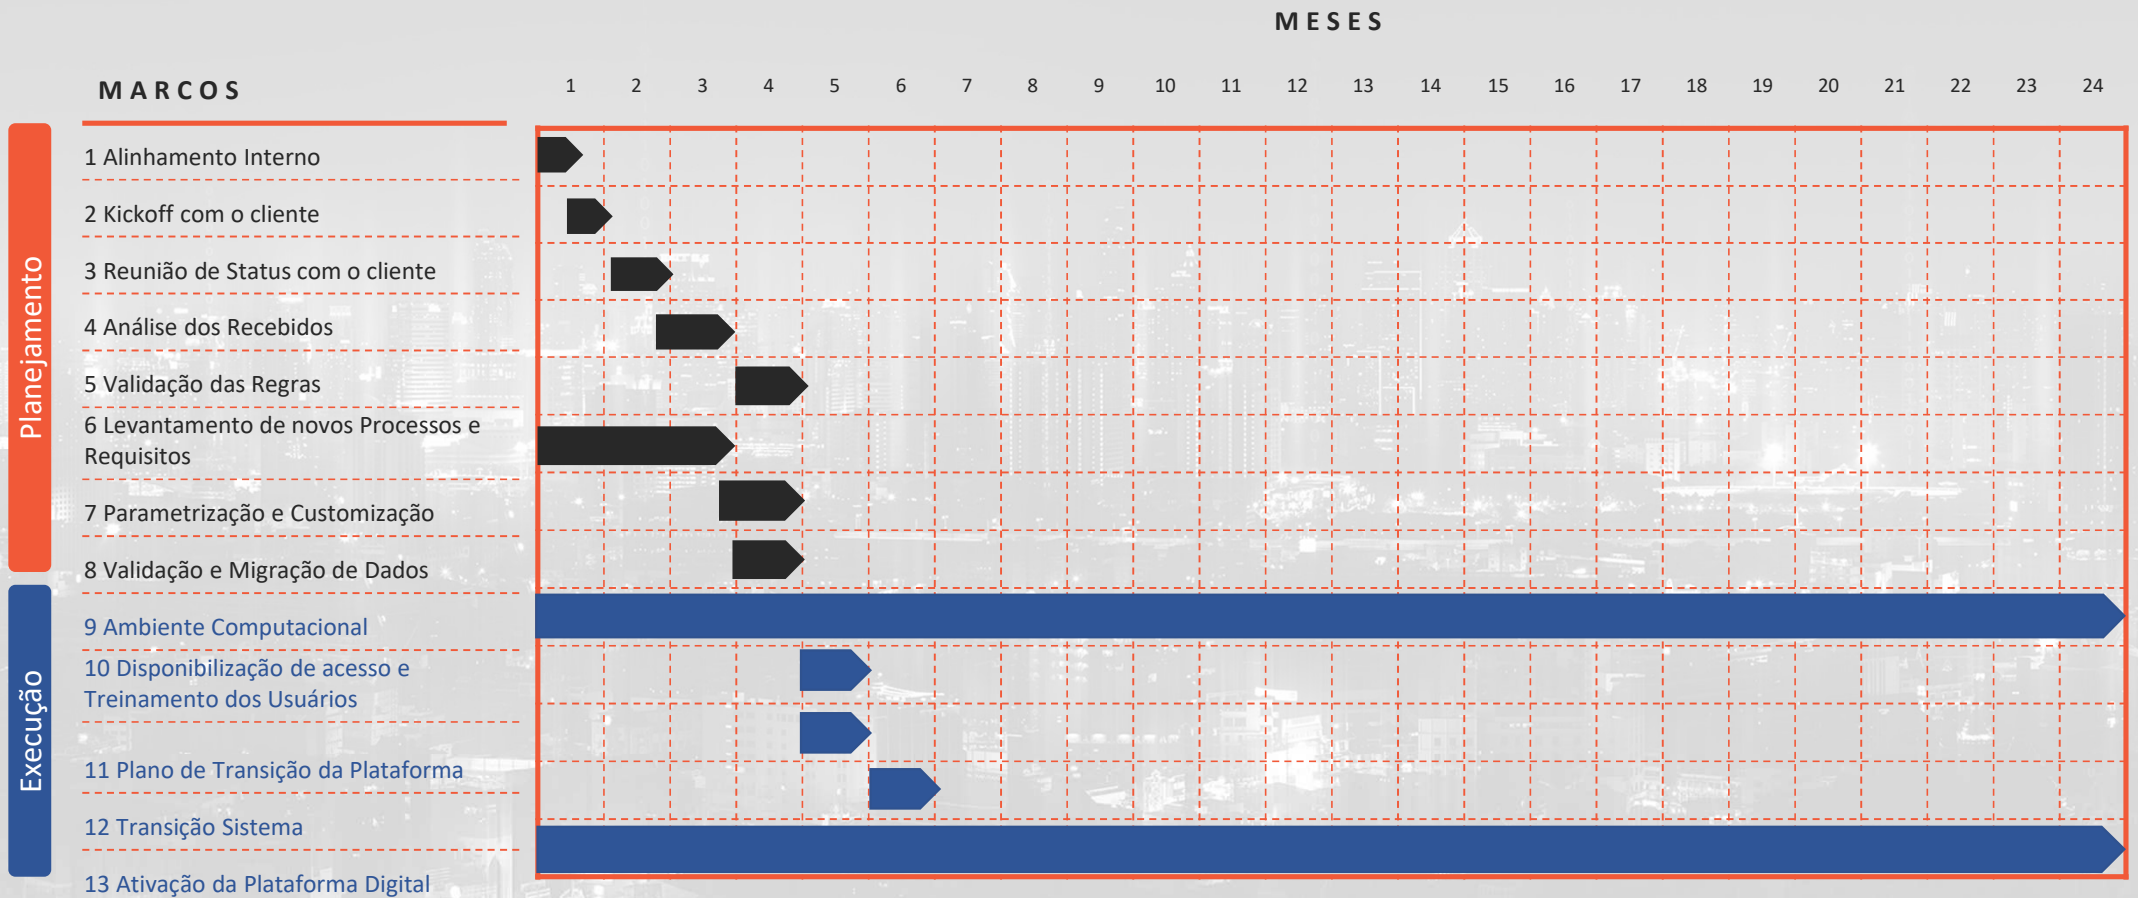 MESES
MARCOS
1 2 3 4 5 6 7 8 9 10 11 12 13 14 15 16 17 18 19 20 21 22 23 24
Planejamento
1 Alinhamento Interno
2 Kickoff com o cliente
3 Reunião de Status com o cliente
4 Análise dos Recebidos
5 Validação das Regras
6 Levantamento de novos Processos e
Requisitos
7 Parametrização e Customização
8 Validação e Migração de Dados
Execução
9 Ambiente Computacional
10 Disponibilização de acesso e
Treinamento dos Usuários
11 Plano de Transição da Plataforma
12 Transição Sistema
13 Ativação da Plataforma Digital